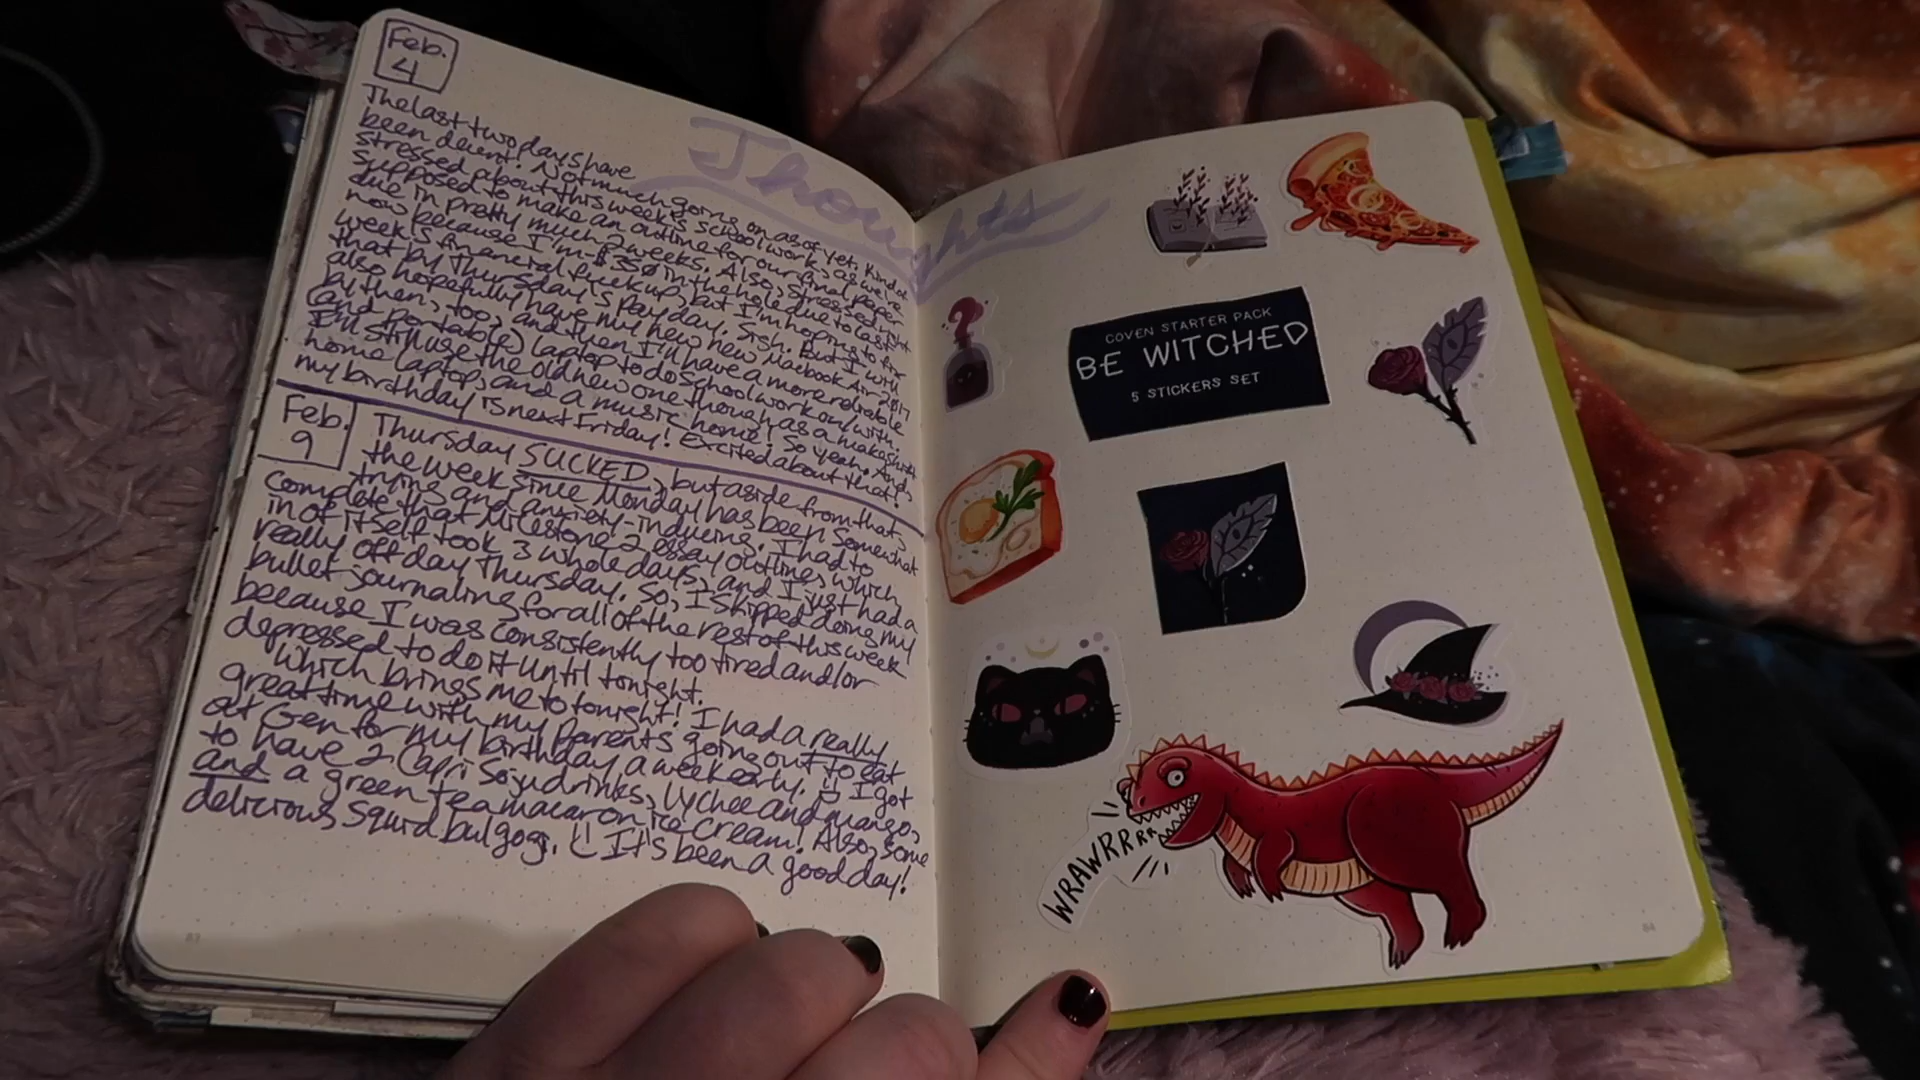 Feb.
4
Thoughts
The last two days have
been decent! Not much going on as of yet. Kind of
stressed about this week's school work, as we're
supposed to make an outline for our final paper
due in pretty much 2 weeks. Also, stressed right
now because I'm -$350 in the hole due to last
week's financial fuckup, but I'm hoping to fix
that by Thursday's payday. Sigh. But, I will
also hopefully have my new new Macbook Air 2017
by then, too, and then I'll have a more reliable
(and portable) laptop to do school work on with.
I'll still use the old new one though as a makeshift
home laptop, and a music home! So yeah. And,
my birthday is next Friday! Excited about that!
Feb.
9
Thursday SUCKED, but aside from that,
the week since Monday has been somewhat
trying and anxiety-inducing. I had to
complete that Milestone 2 essay outline, which
in of itself took 3 whole days, and I just had a
really off day Thursday. So, I skipped doing my
bullet journaling for all of the rest of this week
because I was consistently too tired and/or
depressed to do it until tonight.
Which brings me to tonight! I had a really
great time with my parents going out to eat
at Gen for my birthday a week early. :) I got
to have 2 Capri Soju drinks, lychee and mango,
and a green tea macaron ice cream! Also, some
delicious squid bulgogi. :) It's been a good day!
83
COVEN STARTER PACK
BE WITCHED
5 STICKERS SET
WRAWRRRRR
84